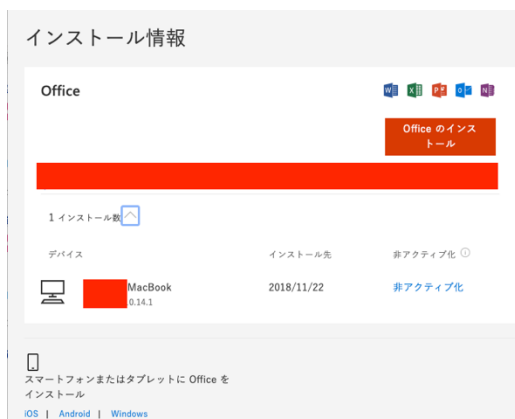 インストール情報
Office
Office のインス
トール
1 インストール数
デバイス インストール先 非アクティブ化
MacBook 2018/11/22 非アクティブ化
0.14.1
スマートフォンまたはタブレットに Office を
インストール
iOS | Android | Windows